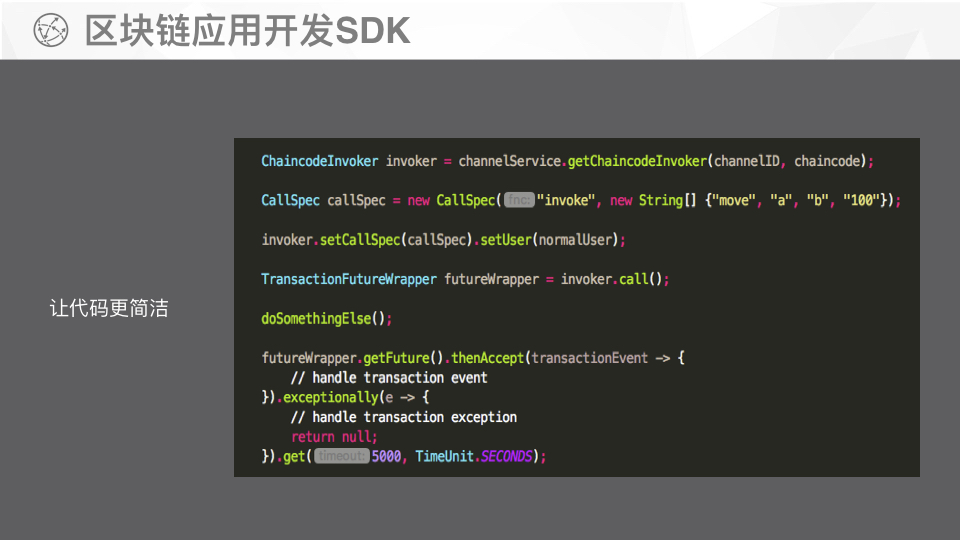 区块链应用开发SDK
让代码更简洁
ChaincodeInvoker invoker = channelService.getChaincodeInvoker(channelID, chaincode);
CallSpec callSpec = new CallSpec( fnc: "invoke", new String[] {"move", "a", "b", "100"});
invoker.setCallSpec(callSpec).setUser(normalUser);
TransactionFutureWrapper futureWrapper = invoker.call();
doSomethingElse();
futureWrapper.getFuture().thenAccept(transactionEvent -> {
// handle transaction event
}).exceptionally(e -> {
// handle transaction exception
return null;
}).get( timeout: 5000, TimeUnit.SECONDS);